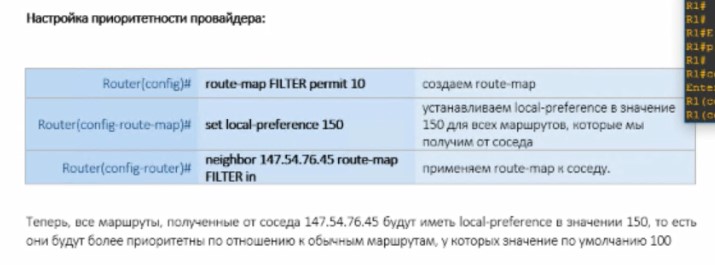 Настройка приоритетности провайдера:
R1#
R1#
R1#E
R1#p
R1#
R1#co
Enter
R1(co
R1(co
Router(config)# route-map FILTER permit 10 создаем route-map
Router(config-route-map)# set local-preference 150 устанавливаем local-preference в значение
150 для всех маршрутов, которые мы
получим от соседа
Router(config-router)# neighbor 147.54.76.45 route-map
FILTER in
применяем route-map к соседу.
Теперь, все маршруты, полученные от соседа 147.54.76.45 будут иметь local-preference в значении 150, то есть
они будут более приоритетны по отношению к обычным маршрутам, у которых значение по умолчанию 100